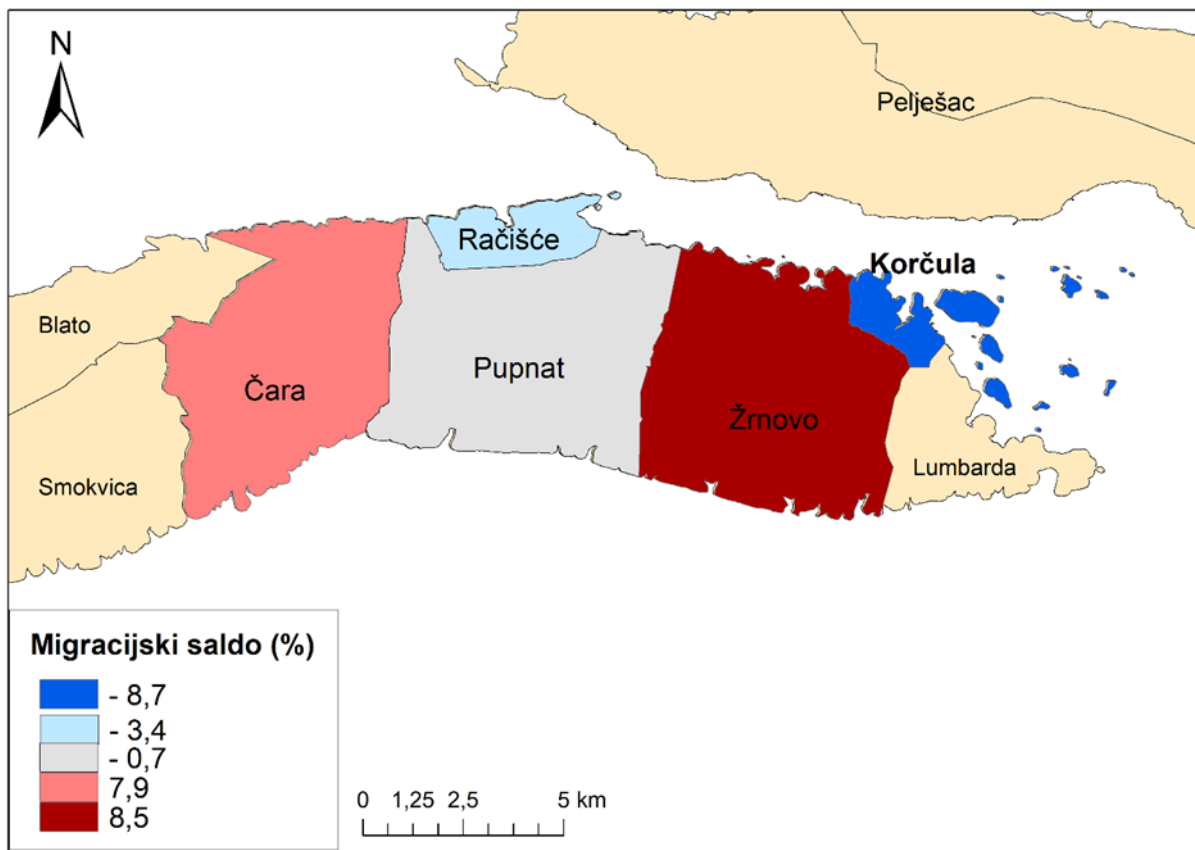 N
Pelješac
Račišće
Korčula
Blato
Pupnat
Čara
Žrnovo
Lumbarda
Smokvica
Migracijski saldo (%)
- 8,7
- 3,4
- 0,7
7,9
8,5
0 1,25 2,5 5 km